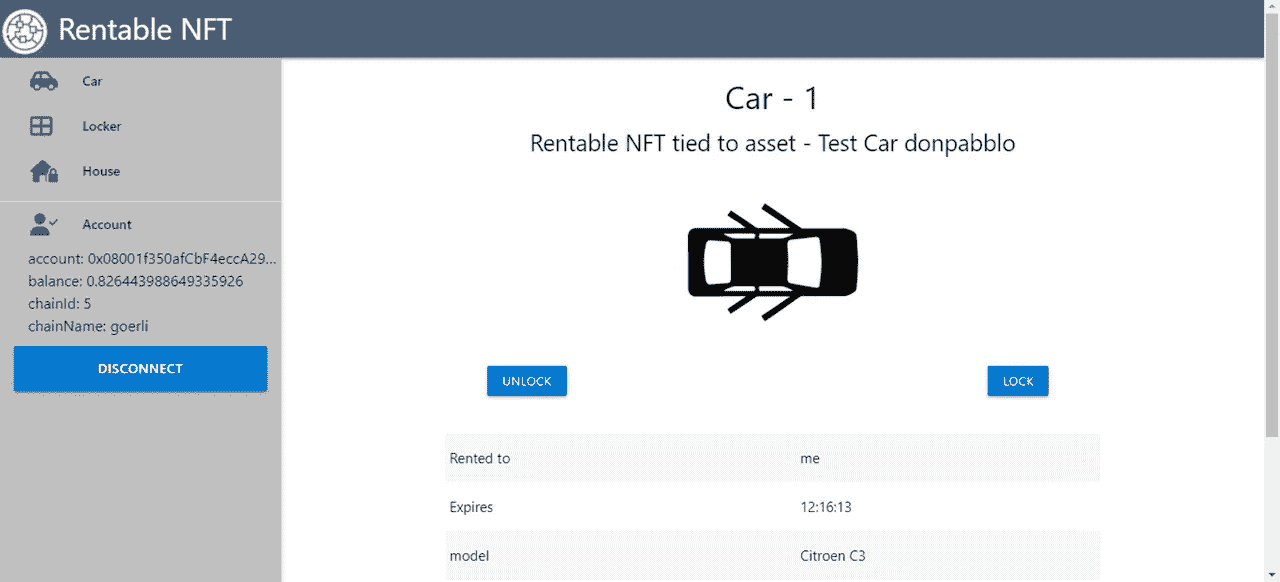 Rentable NFT
Car
Locker
House
Account
account: 0x08001f350afCbF4eccA29...
balance: 0.826443988649335926
chainId: 5
chainName: goerli
DISCONNECT
Car - 1
Rentable NFT tied to asset - Test Car donpabblo
UNLOCK LOCK
Rented to me
Expires 12:16:13
model Citroen C3